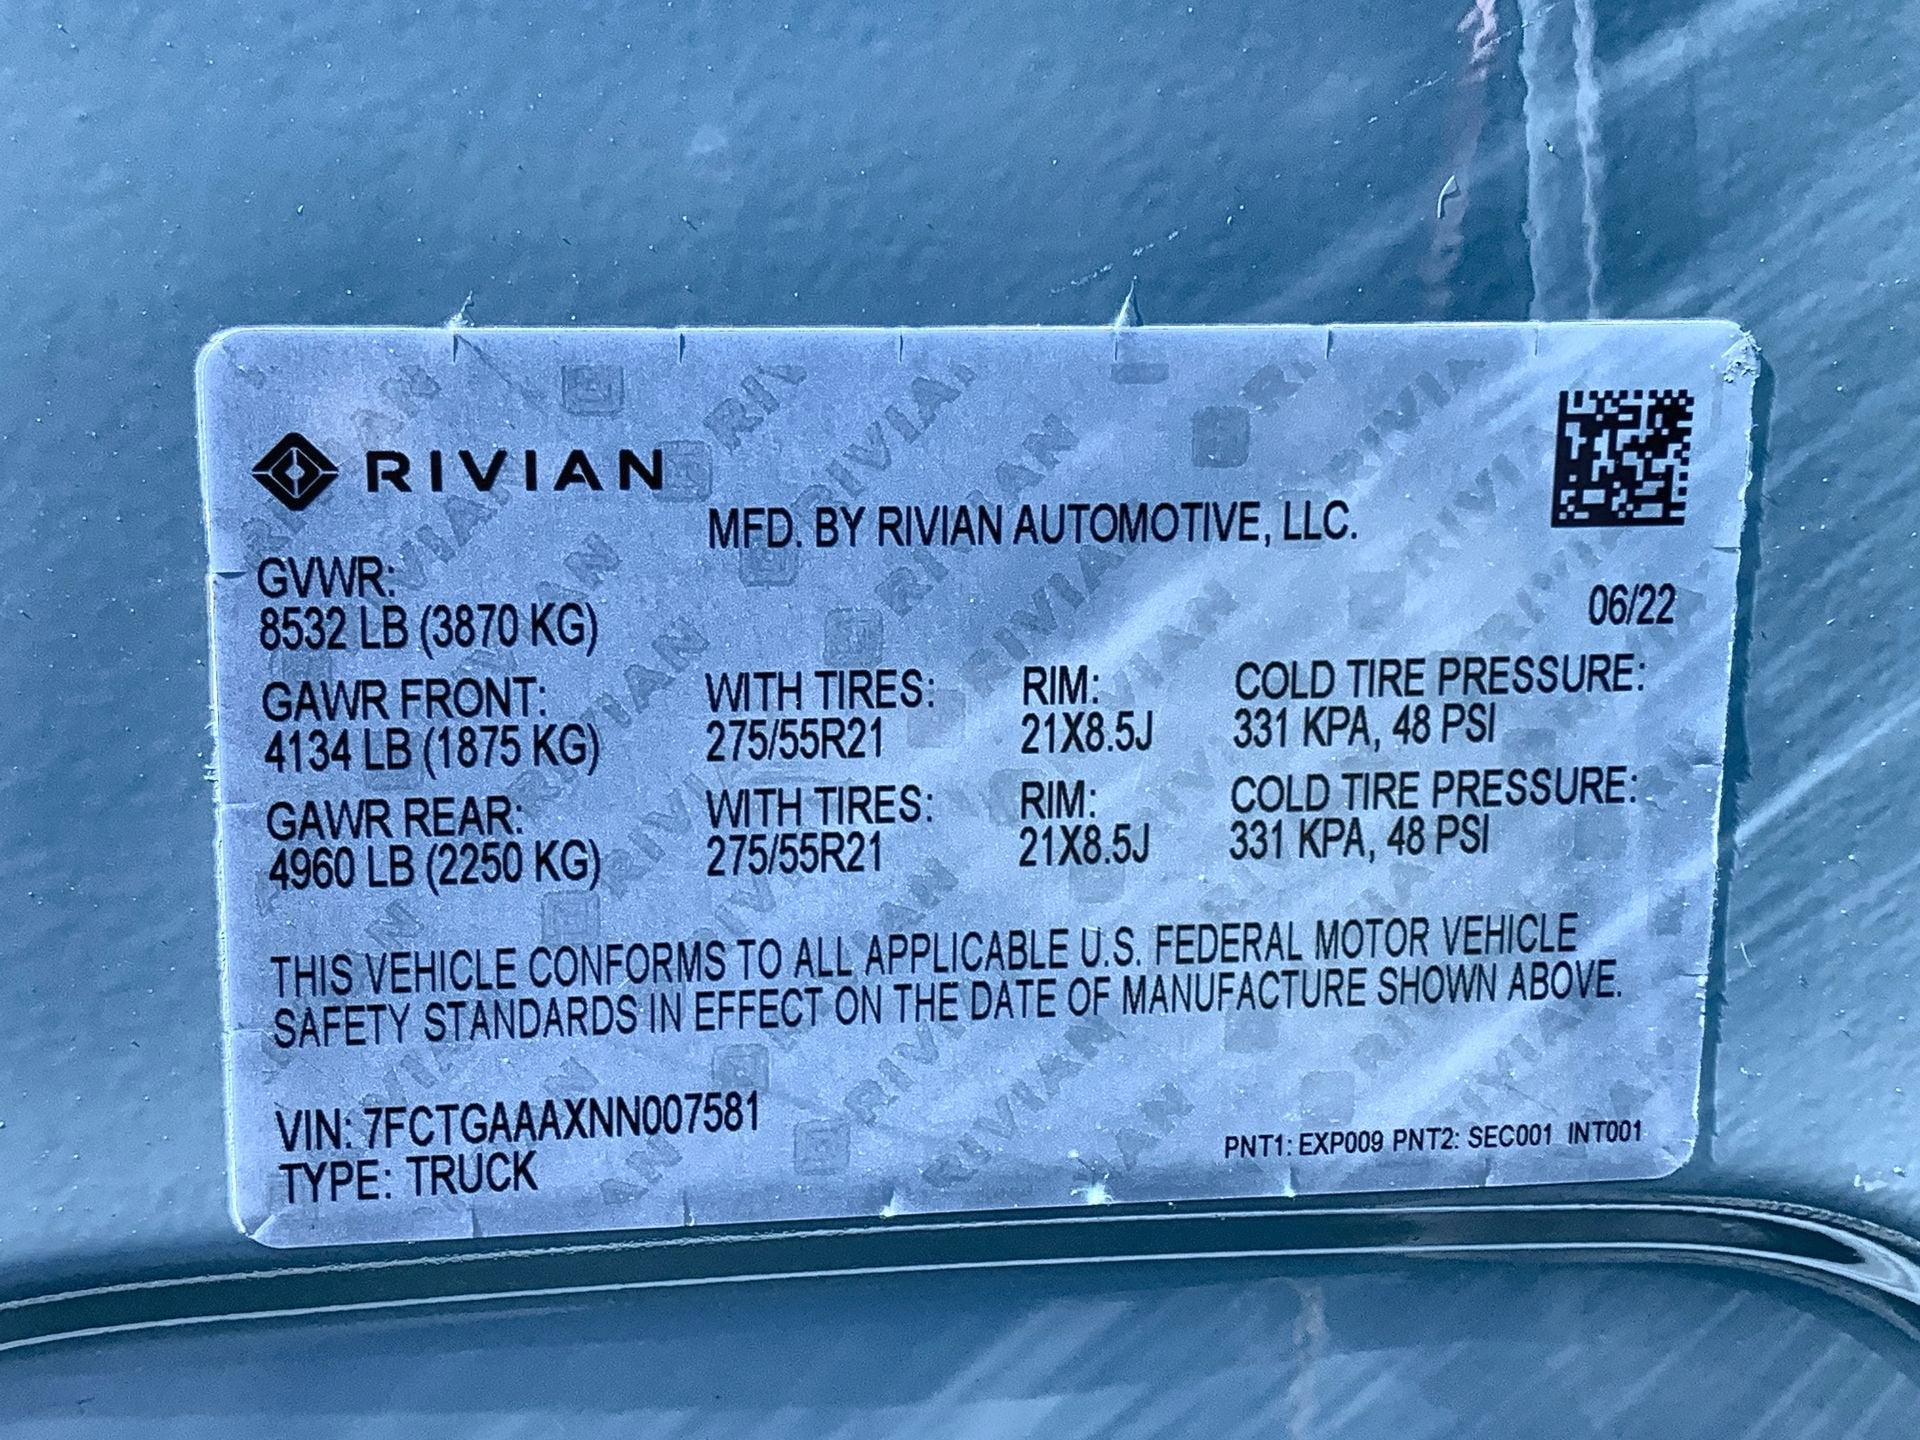 RIVIAN
MFD. BY RIVIAN AUTOMOTIVE, LLC.
GVWR:
8532 LB (3870 KG)
06/22
GAWR FRONT: WITH TIRES: RIM: COLD TIRE PRESSURE:
4134 LB (1875 KG) 275/55R21 21X8.5J 331 KPA, 48 PSI
GAWR REAR: WITH TIRES: RIM: COLD TIRE PRESSURE:
4960 LB (2250 KG) 275/55R21 21X8.5J 331 KPA, 48 PSI
THIS VEHICLE CONFORMS TO ALL APPLICABLE U.S. FEDERAL MOTOR VEHICLE
SAFETY STANDARDS IN EFFECT ON THE DATE OF MANUFACTURE SHOWN ABOVE.
VIN: 7FCTGAAAXNN007581
TYPE: TRUCK
PNT1: EXP009 PNT2: SEC001 INT001